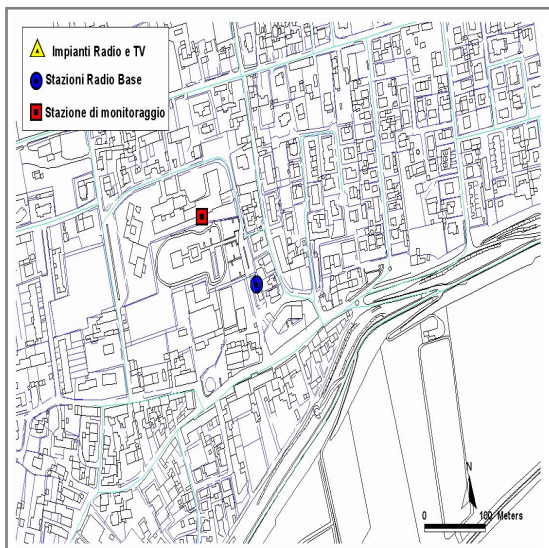 Impianti Radio e TV
Stazioni Radio Base
Stazione di monitoraggio
N
0 100 Meters